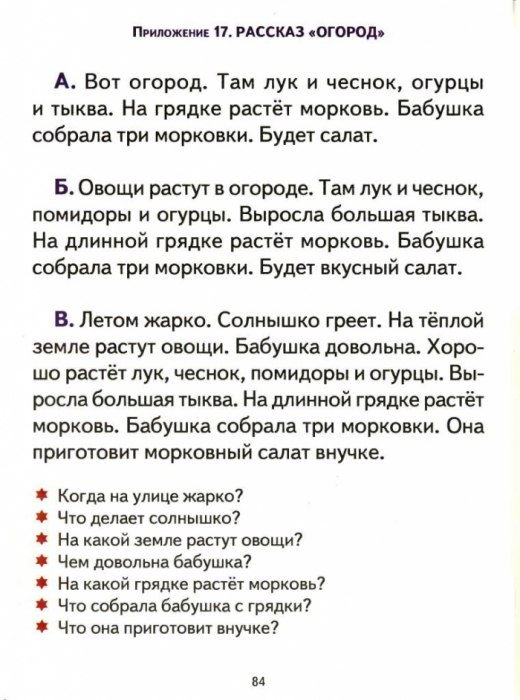 Приложение 17. РАССКАЗ «ОГОРОД»
А. Вот огород. Там лук и чеснок, огурцы
и тыква. На грядке растёт морковь. Бабушка
собрала три морковки. Будет салат.
Б. Овощи растут в огороде. Там лук и чеснок,
помидоры и огурцы. Выросла большая тыква.
На длинной грядке растёт морковь. Бабушка
собрала три морковки. Будет вкусный салат.
В. Летом жарко. Солнышко греет. На тёплой
земле растут овощи. Бабушка довольна. Хоро-
шо растёт лук, чеснок, помидоры и огурцы. Вы-
росла большая тыква. На длинной грядке растёт
морковь. Бабушка собрала три морковки. Она
приготовит морковный салат внучке.
Когда на улице жарко?
Что делает солнышко?
На какой земле растут овощи?
Чем довольна бабушка?
На какой грядке растёт морковь?
Что собрала бабушка с грядки?
Что она приготовит внучке?
84